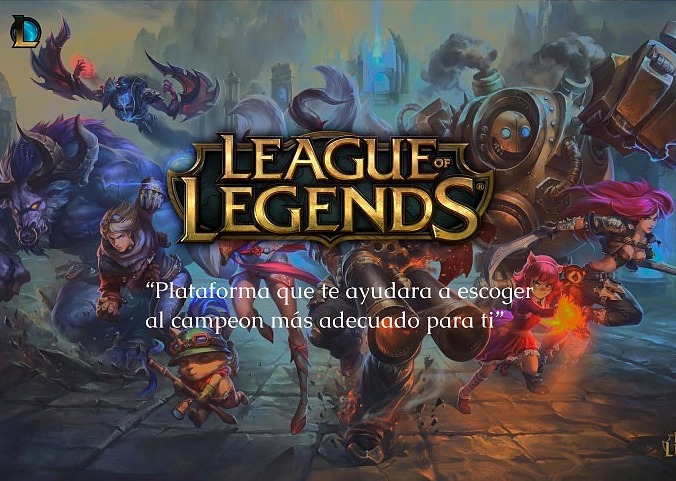 LEAGUE OF
LEGENDS®
“Plataforma que te ayudara a escoger
al campeon más adecuado para ti”